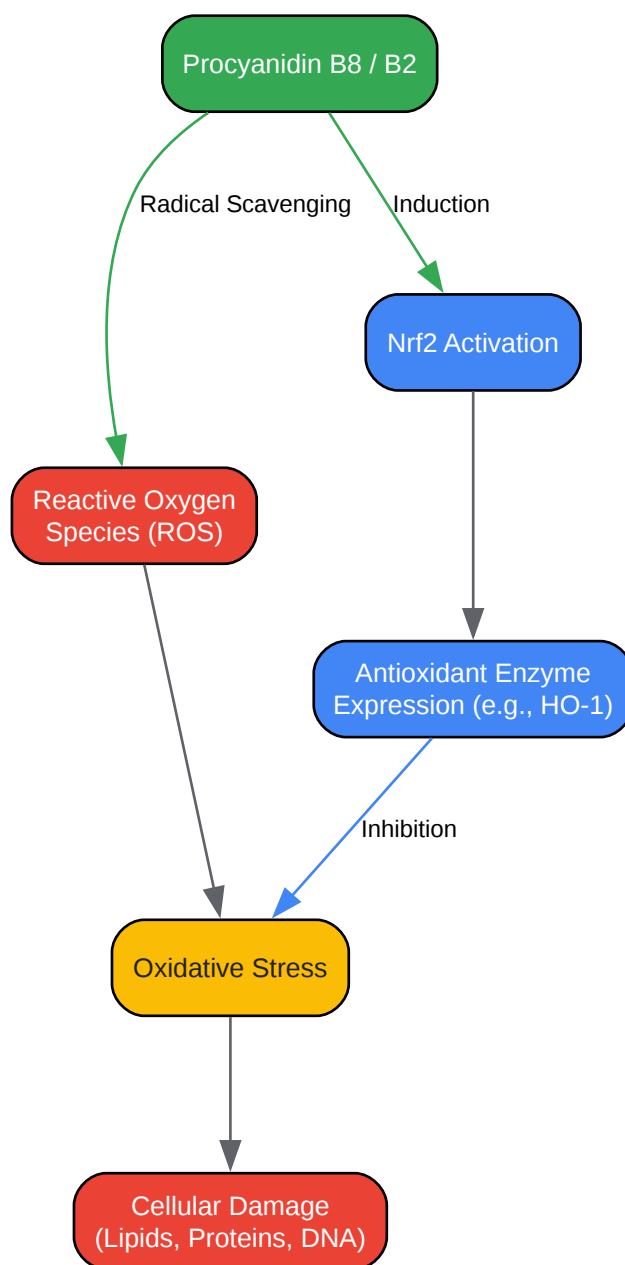 Procyanidin B8 / B2
Radical Scavenging
Induction
Nrf2 Activation
Reactive Oxygen
Species (ROS)
Antioxidant Enzyme
Expression (e.g., HO-1)
Inhibition
Oxidative Stress
Cellular Damage
(Lipids, Proteins, DNA)